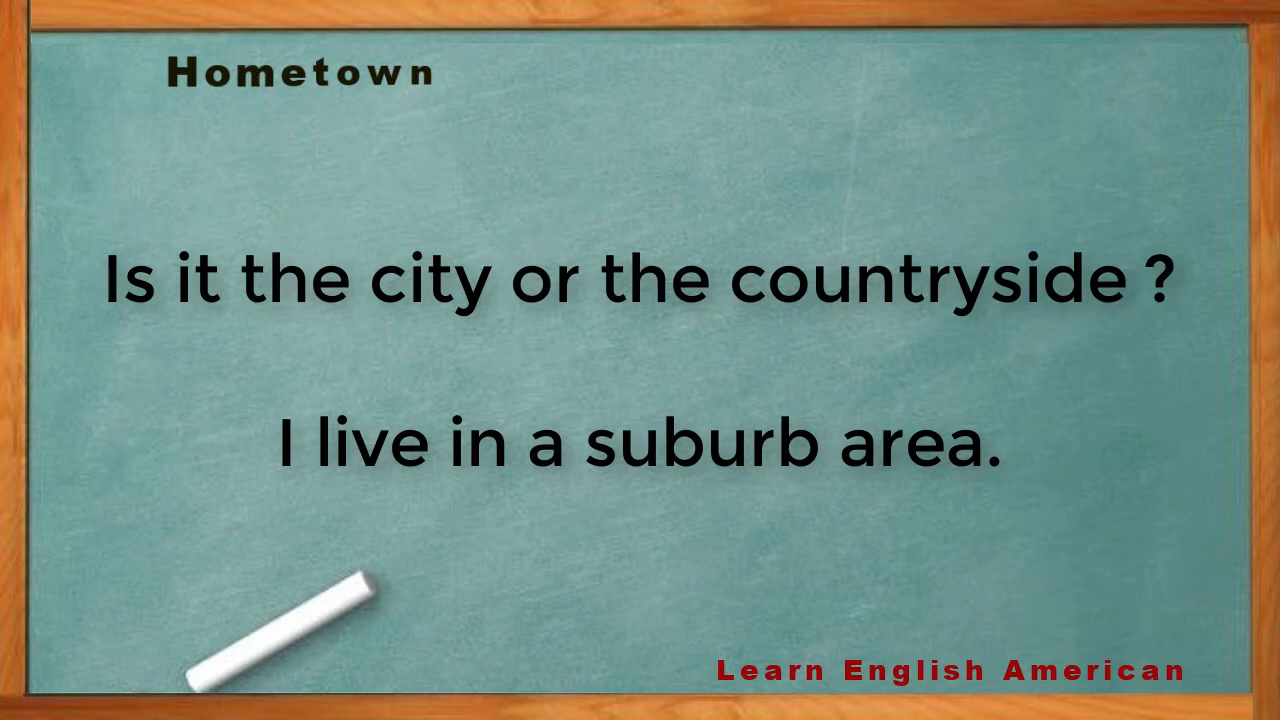 Hometown
Is it the city or the countryside ?
I live in a suburb area.
Learn English American